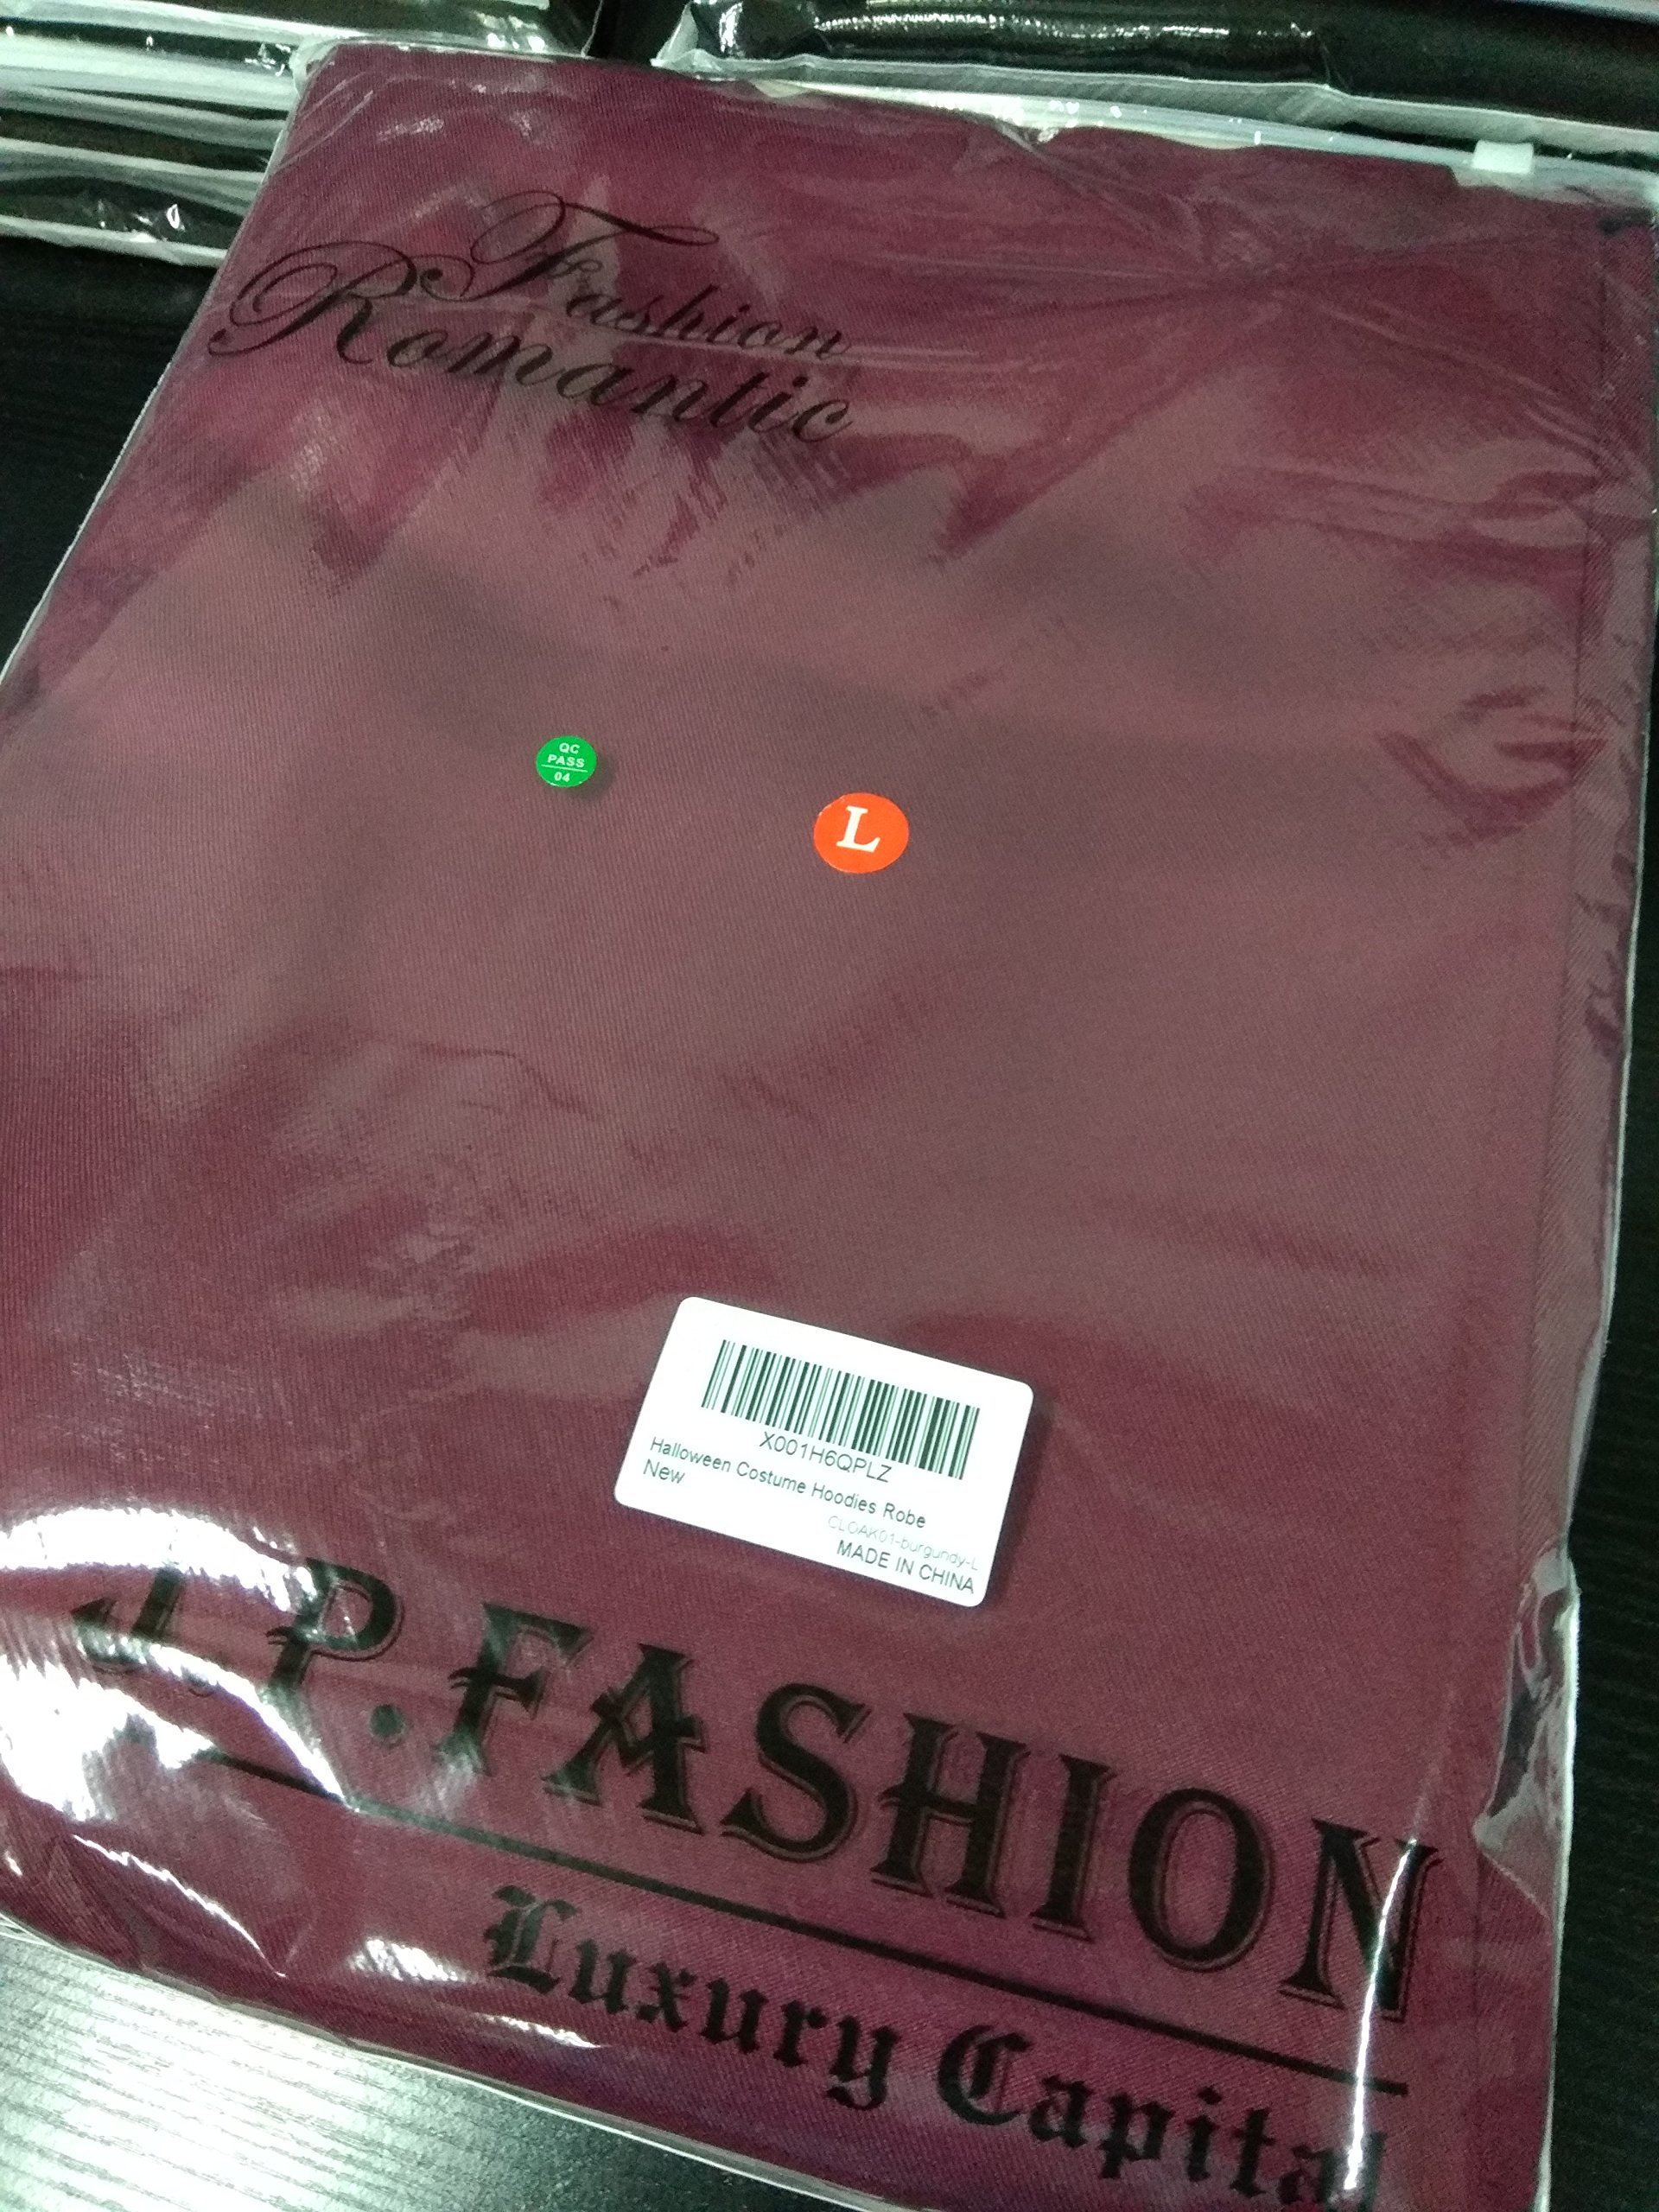 Fashion
Romantic
QC
PASS
04
L
X001H6QPLZ
Halloween Costume Hoodies Robe
New
CLOAK01-burgundy-L
MADE IN CHINA
J.P.FASHION
Luxury Capital